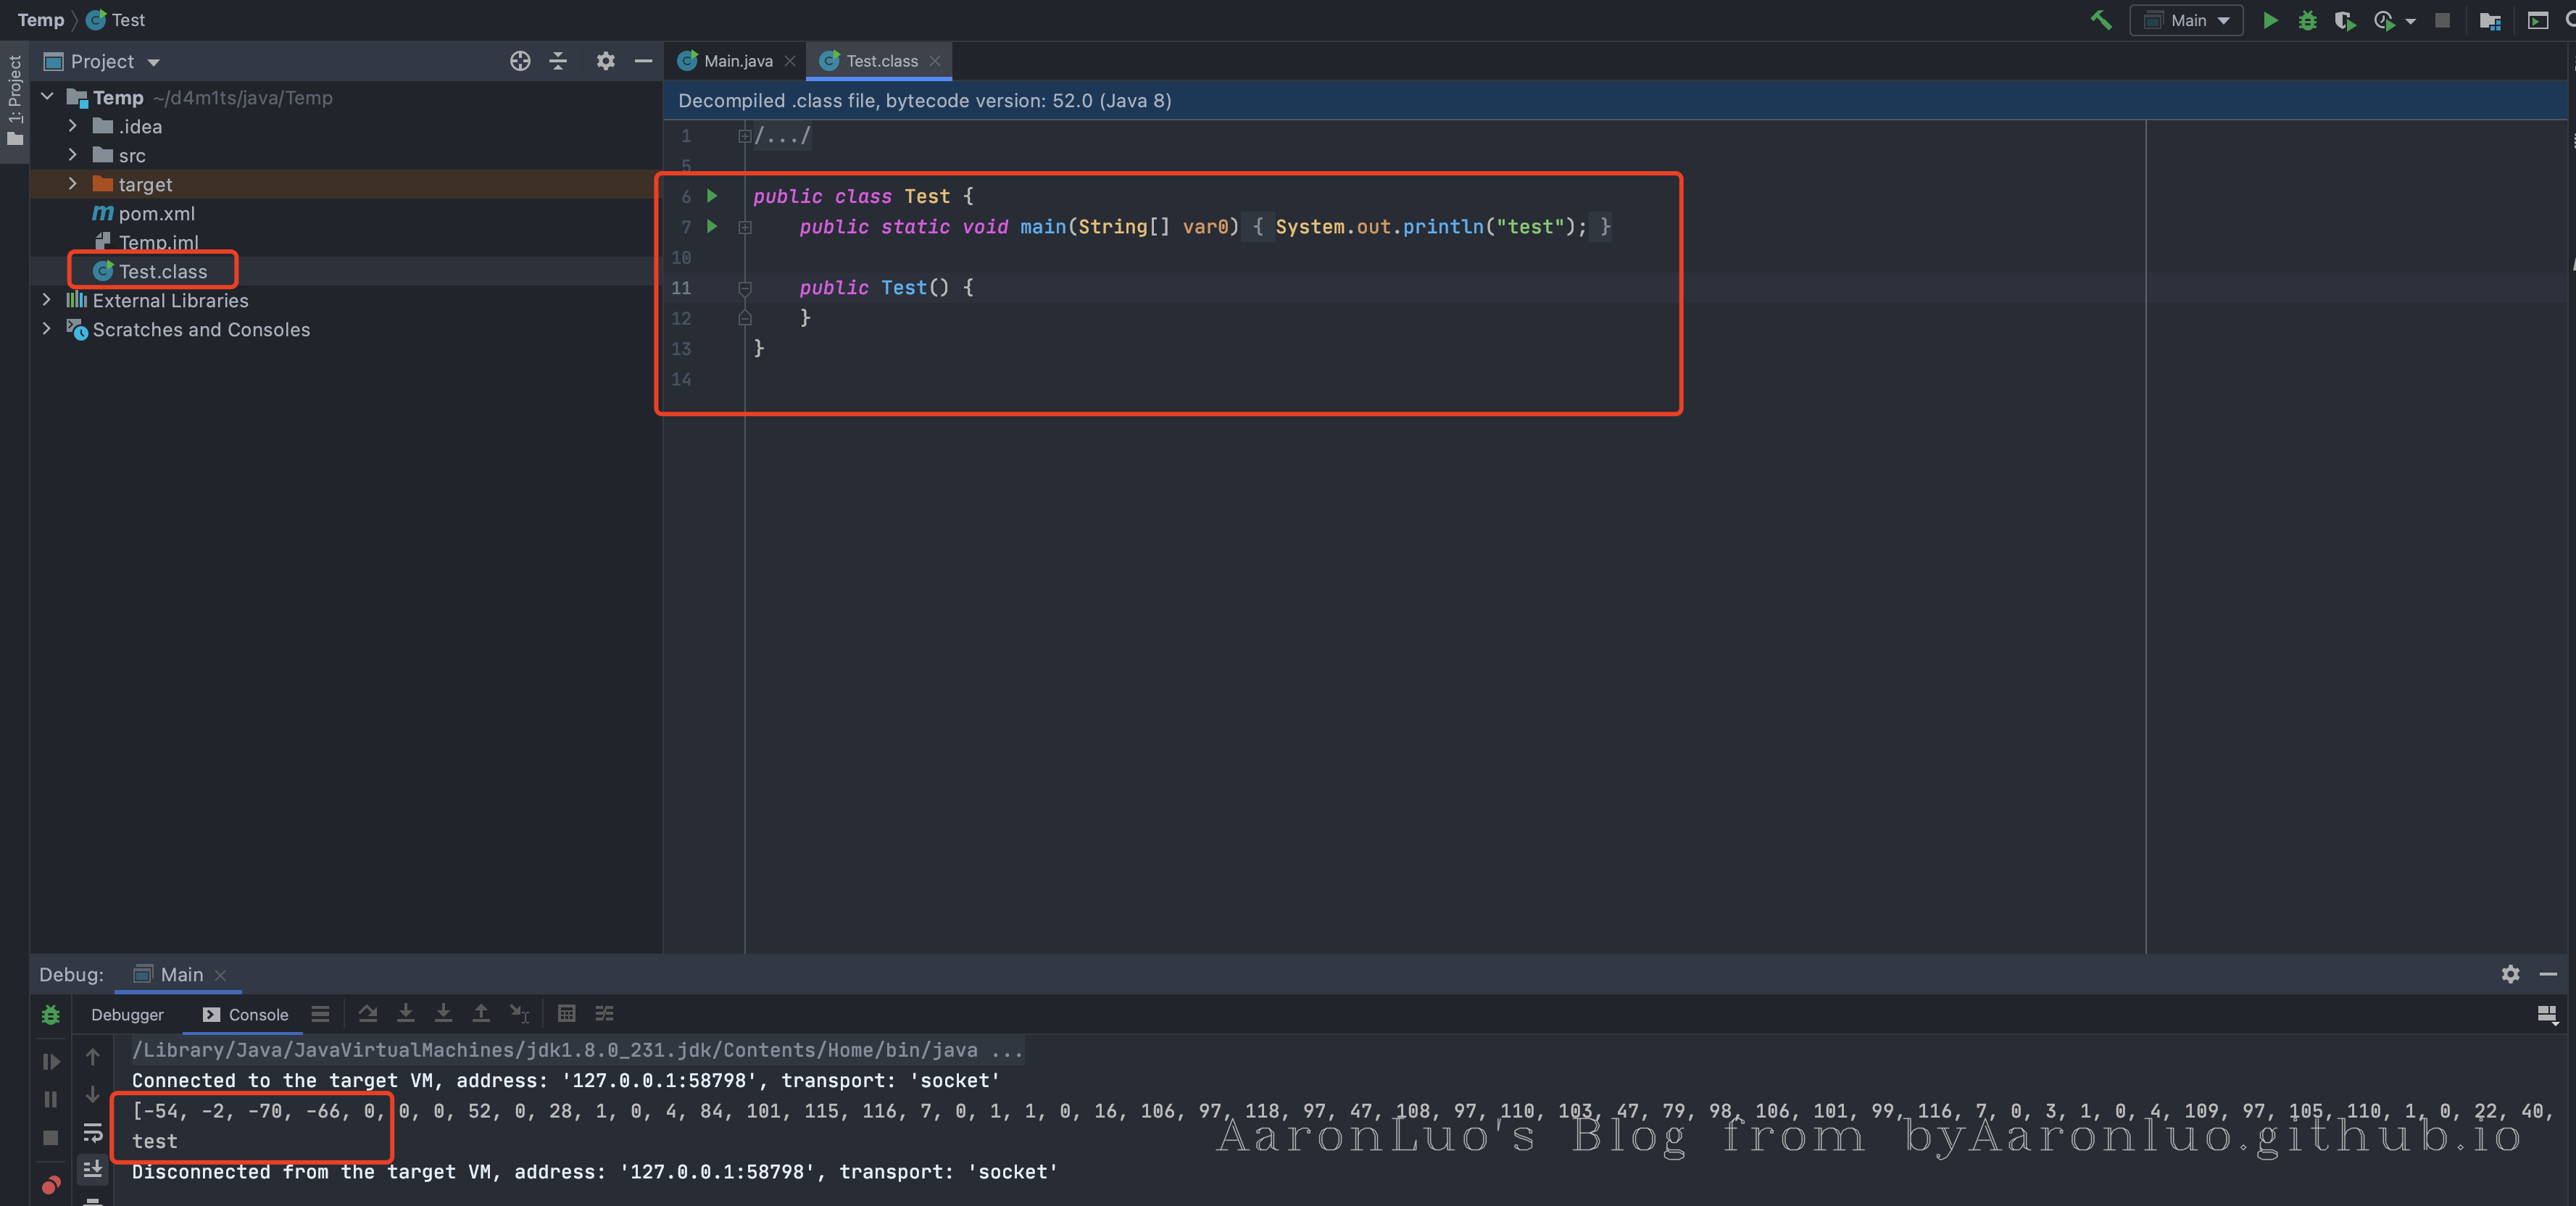 Temp
Test
Main
1: Project
Project
Main.java
Test.class
Temp ~/d4m1ts/java/Temp
.idea
src
target
pom.xml
Temp.iml
Test.class
External Libraries
Scratches and Consoles
Decompiled .class file, bytecode version: 52.0 (Java 8)
1 /.../
5
6 public class Test {
7 public static void main(String[] var0) { System.out.println("test"); }
10
11 public Test() {
12 }
13 }
14
Debug: Main
Debugger Console
/Library/Java/JavaVirtualMachines/jdk1.8.0_231.jdk/Contents/Home/bin/java ...
Connected to the target VM, address: '127.0.0.1:58798', transport: 'socket'
[-54, -2, -70, -66, 0, 0, 0, 52, 0, 28, 1, 0, 4, 84, 101, 115, 116, 7, 0, 1, 1, 0, 16, 106, 97, 118, 97, 47, 108, 97, 110, 103, 47, 79, 98, 106, 101, 99, 116, 7, 0, 3, 1, 0, 4, 109, 97, 105, 110, 1, 0, 22, 40,
test
AaronLuo's Blog from byAaronluo.github.io
Disconnected from the target VM, address: '127.0.0.1:58798', transport: 'socket'